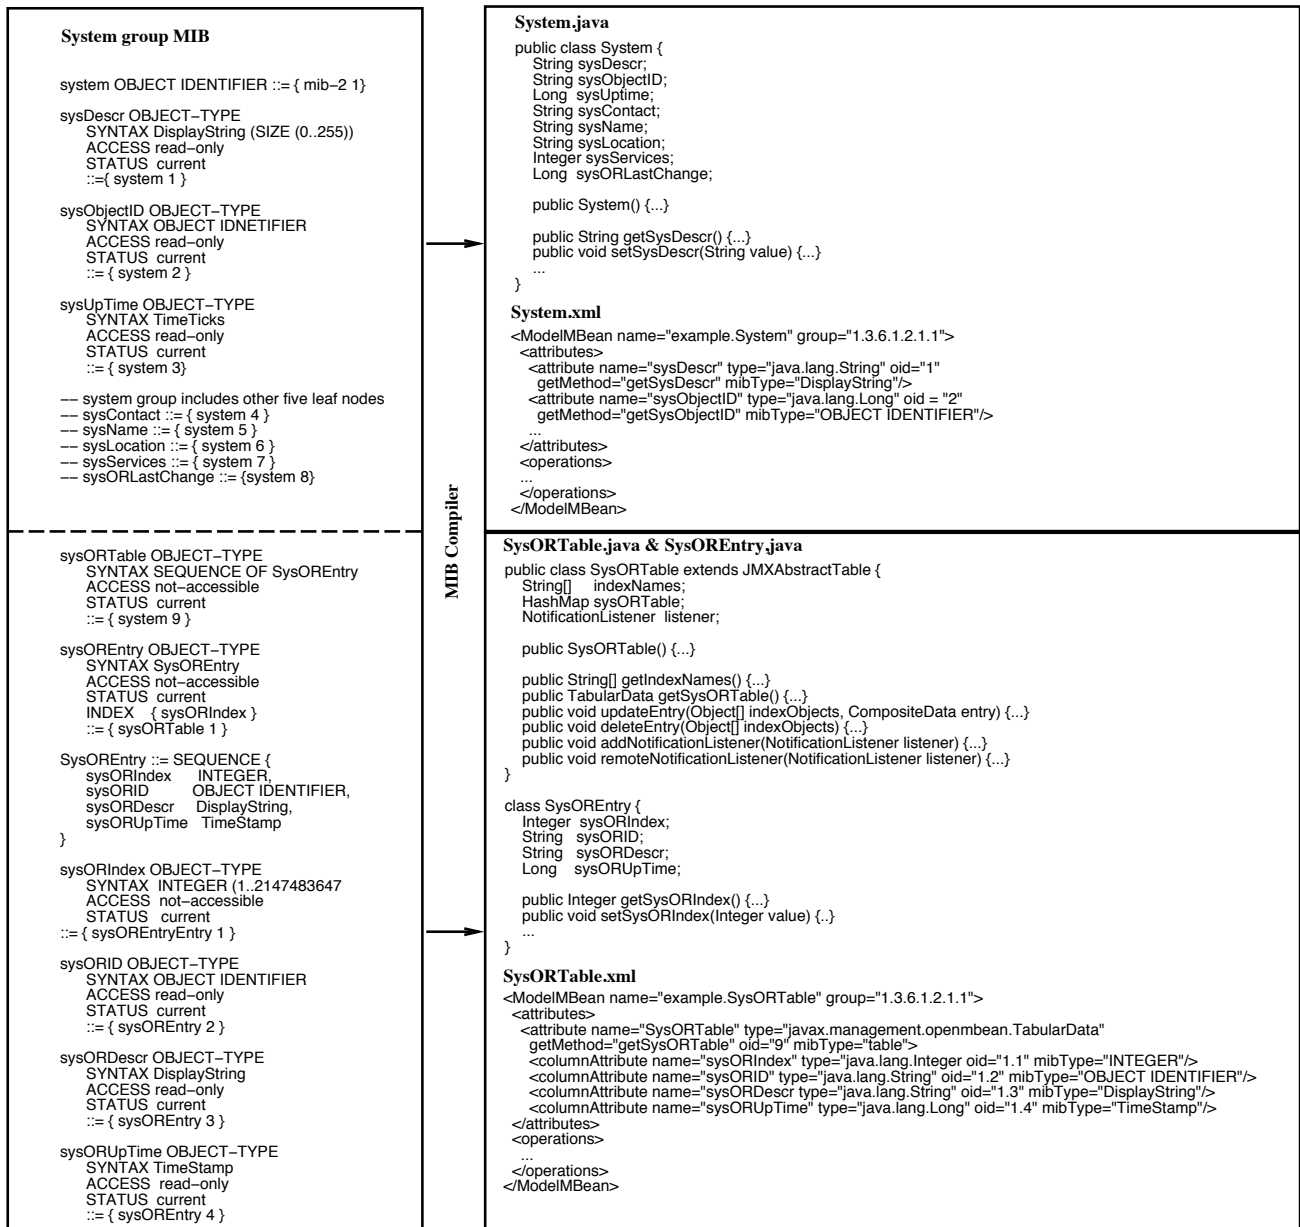 System group MIB
system OBJECT IDENTIFIER ::= { mib−2 1}
sysDescr OBJECT−TYPE
SYNTAX DisplayString (SIZE (0..255))
ACCESS read−only
STATUS current
::={ system 1 }
sysObjectID OBJECT−TYPE
SYNTAX OBJECT IDNETIFIER
ACCESS read−only
STATUS current
::= { system 2 }
sysUpTime OBJECT−TYPE
SYNTAX TimeTicks
ACCESS read−only
STATUS current
::= { system 3}
−− system group includes other five leaf nodes
−− sysContact ::= { system 4 }
−− sysName ::= { system 5 }
−− sysLocation ::= { system 6 }
−− sysServices ::= { system 7 }
−− sysORLastChange ::= {system 8}
sysORTable OBJECT−TYPE
SYNTAX SEQUENCE OF SysOREntry
ACCESS not−accessible
STATUS current
::= { system 9 }
sysOREntry OBJECT−TYPE
SYNTAX SysOREntry
ACCESS not−accessible
STATUS current
INDEX { sysORIndex }
::= { sysORTable 1 }
SysOREntry ::= SEQUENCE {
sysORIndex INTEGER,
sysORID OBJECT IDENTIFIER,
sysORDescr DisplayString,
sysORUpTime TimeStamp
}
sysORIndex OBJECT−TYPE
SYNTAX INTEGER (1..2147483647
ACCESS not−accessible
STATUS current
::= { sysOREntryEntry 1 }
sysORID OBJECT−TYPE
SYNTAX OBJECT IDENTIFIER
ACCESS read−only
STATUS current
::= { sysOREntry 2 }
sysORDescr OBJECT−TYPE
SYNTAX DisplayString
ACCESS read−only
STATUS current
::= { sysOREntry 3 }
sysORUpTime OBJECT−TYPE
SYNTAX TimeStamp
ACCESS read−only
STATUS current
::= { sysOREntry 4 }
MIB Compiler
System.java
public class System {
String sysDescr;
String sysObjectID;
Long sysUptime;
String sysContact;
String sysName;
String sysLocation;
Integer sysServices;
Long sysORLastChange;
public System() {...}
public String getSysDescr() {...}
public void setSysDescr(String value) {...}
...
}
System.xml
<ModelMBean name="example.System" group="1.3.6.1.2.1.1">
<attributes>
<attribute name="sysDescr" type="java.lang.String" oid="1"
getMethod="getSysDescr" mibType="DisplayString"/>
<attribute name="sysObjectID" type="java.lang.Long" oid = "2"
getMethod="getSysObjectID" mibType="OBJECT IDENTIFIER"/>
...
</attributes>
<operations>
...
</operations>
</ModelMBean>
SysORTable.java & SysOREntry.java
public class SysORTable extends JMXAbstractTable {
String[] indexNames;
HashMap sysORTable;
NotificationListener listener;
public SysORTable() {...}
public String[] getIndexNames() {...}
public TabularData getSysORTable() {...}
public void updateEntry(Object[] indexObjects, CompositeData entry) {...}
public void deleteEntry(Object[] indexObjects) {...}
public void addNotificationListener(NotificationListener listener) {...}
public void remoteNotificationListener(NotificationListener listener) {...}
}
class SysOREntry {
Integer sysORIndex;
String sysORID;
String sysORDescr;
Long sysORUpTime;
public Integer getSysORIndex() {...}
public void setSysORIndex(Integer value) {..}
...
}
SysORTable.xml
<ModelMBean name="example.SysORTable" group="1.3.6.1.2.1.1">
<attributes>
<attribute name="SysORTable" type="javax.management.openmbean.TabularData"
getMethod="getSysORTable" oid="9" mibType="table">
<columnAttribute name="sysORIndex" type="java.lang.Integer oid="1.1" mibType="INTEGER"/>
<columnAttribute name="sysORID" type="java.lang.String" oid="1.2" mibType="OBJECT IDENTIFIER"/>
<columnAttribute name="sysORDescr type="java.lang.String" oid="1.3" mibType="DisplayString"/>
<columnAttribute name="sysORUpTime" type="java.lang.Long" oid="1.4" mibType="TimeStamp"/>
</attributes>
<operations>
...
</operations>
</ModelMBean>